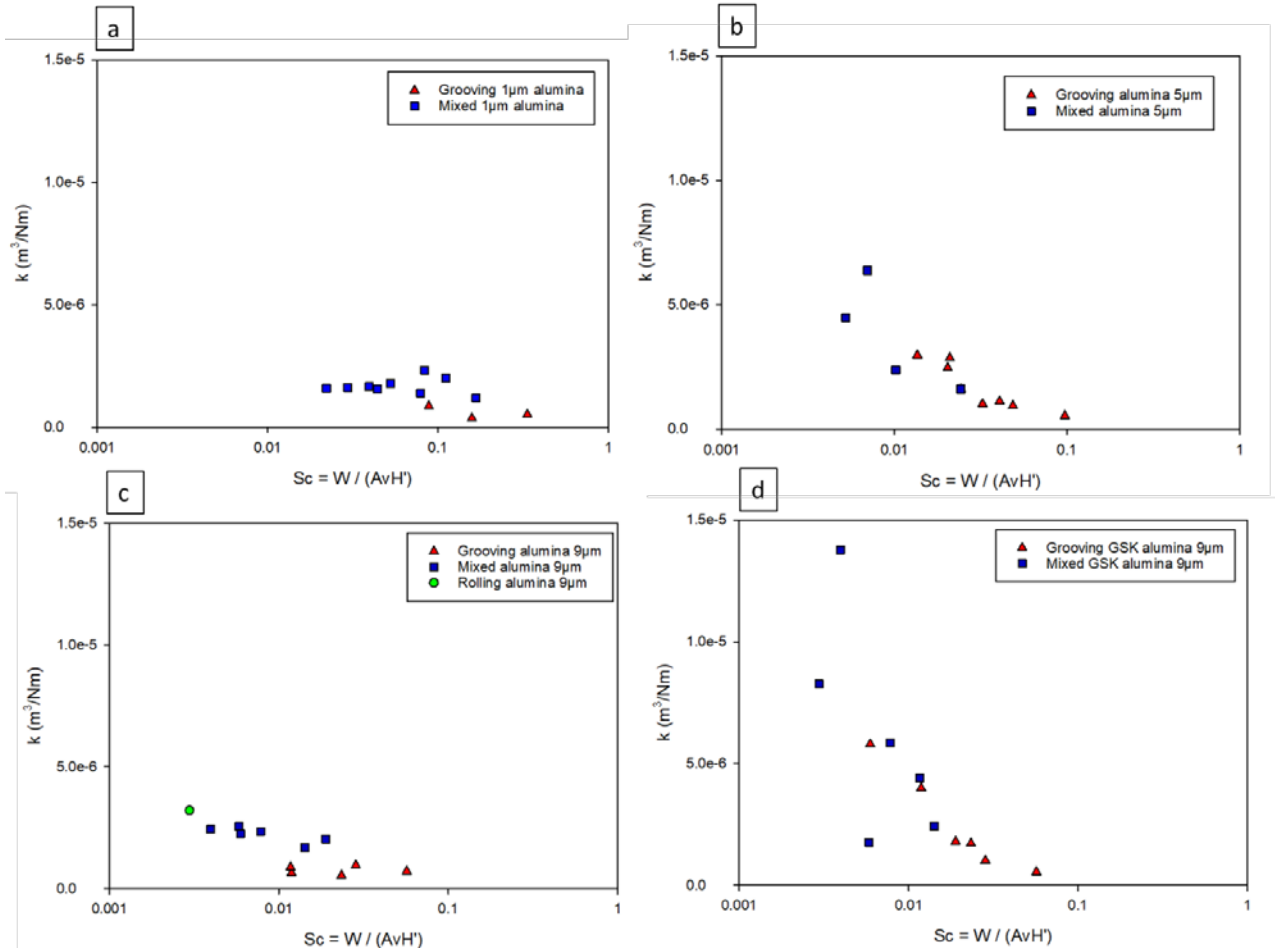 a
1.5e-5
1.0e-5
5.0e-6
0.0
k (m³/Nm)
Grooving 1µm alumina
Mixed 1µm alumina
0.001
0.01
0.1
1
Sc = W / (AvH')
b
1.5e-5
1.0e-5
5.0e-6
0.0
k (m³/Nm)
Grooving alumina 5µm
Mixed alumina 5µm
0.001
0.01
0.1
1
Sc = W / (AvH')
c
1.5e-5
1.0e-5
5.0e-6
0.0
k (m³/Nm)
Grooving alumina 9µm
Mixed alumina 9µm
Rolling alumina 9µm
0.001
0.01
0.1
1
Sc = W / (AvH')
d
1.5e-5
1.0e-5
5.0e-6
0.0
k (m³/Nm)
Grooving GSK alumina 9µm
Mixed GSK alumina 9µm
0.001
0.01
0.1
1
Sc = W / (AvH')